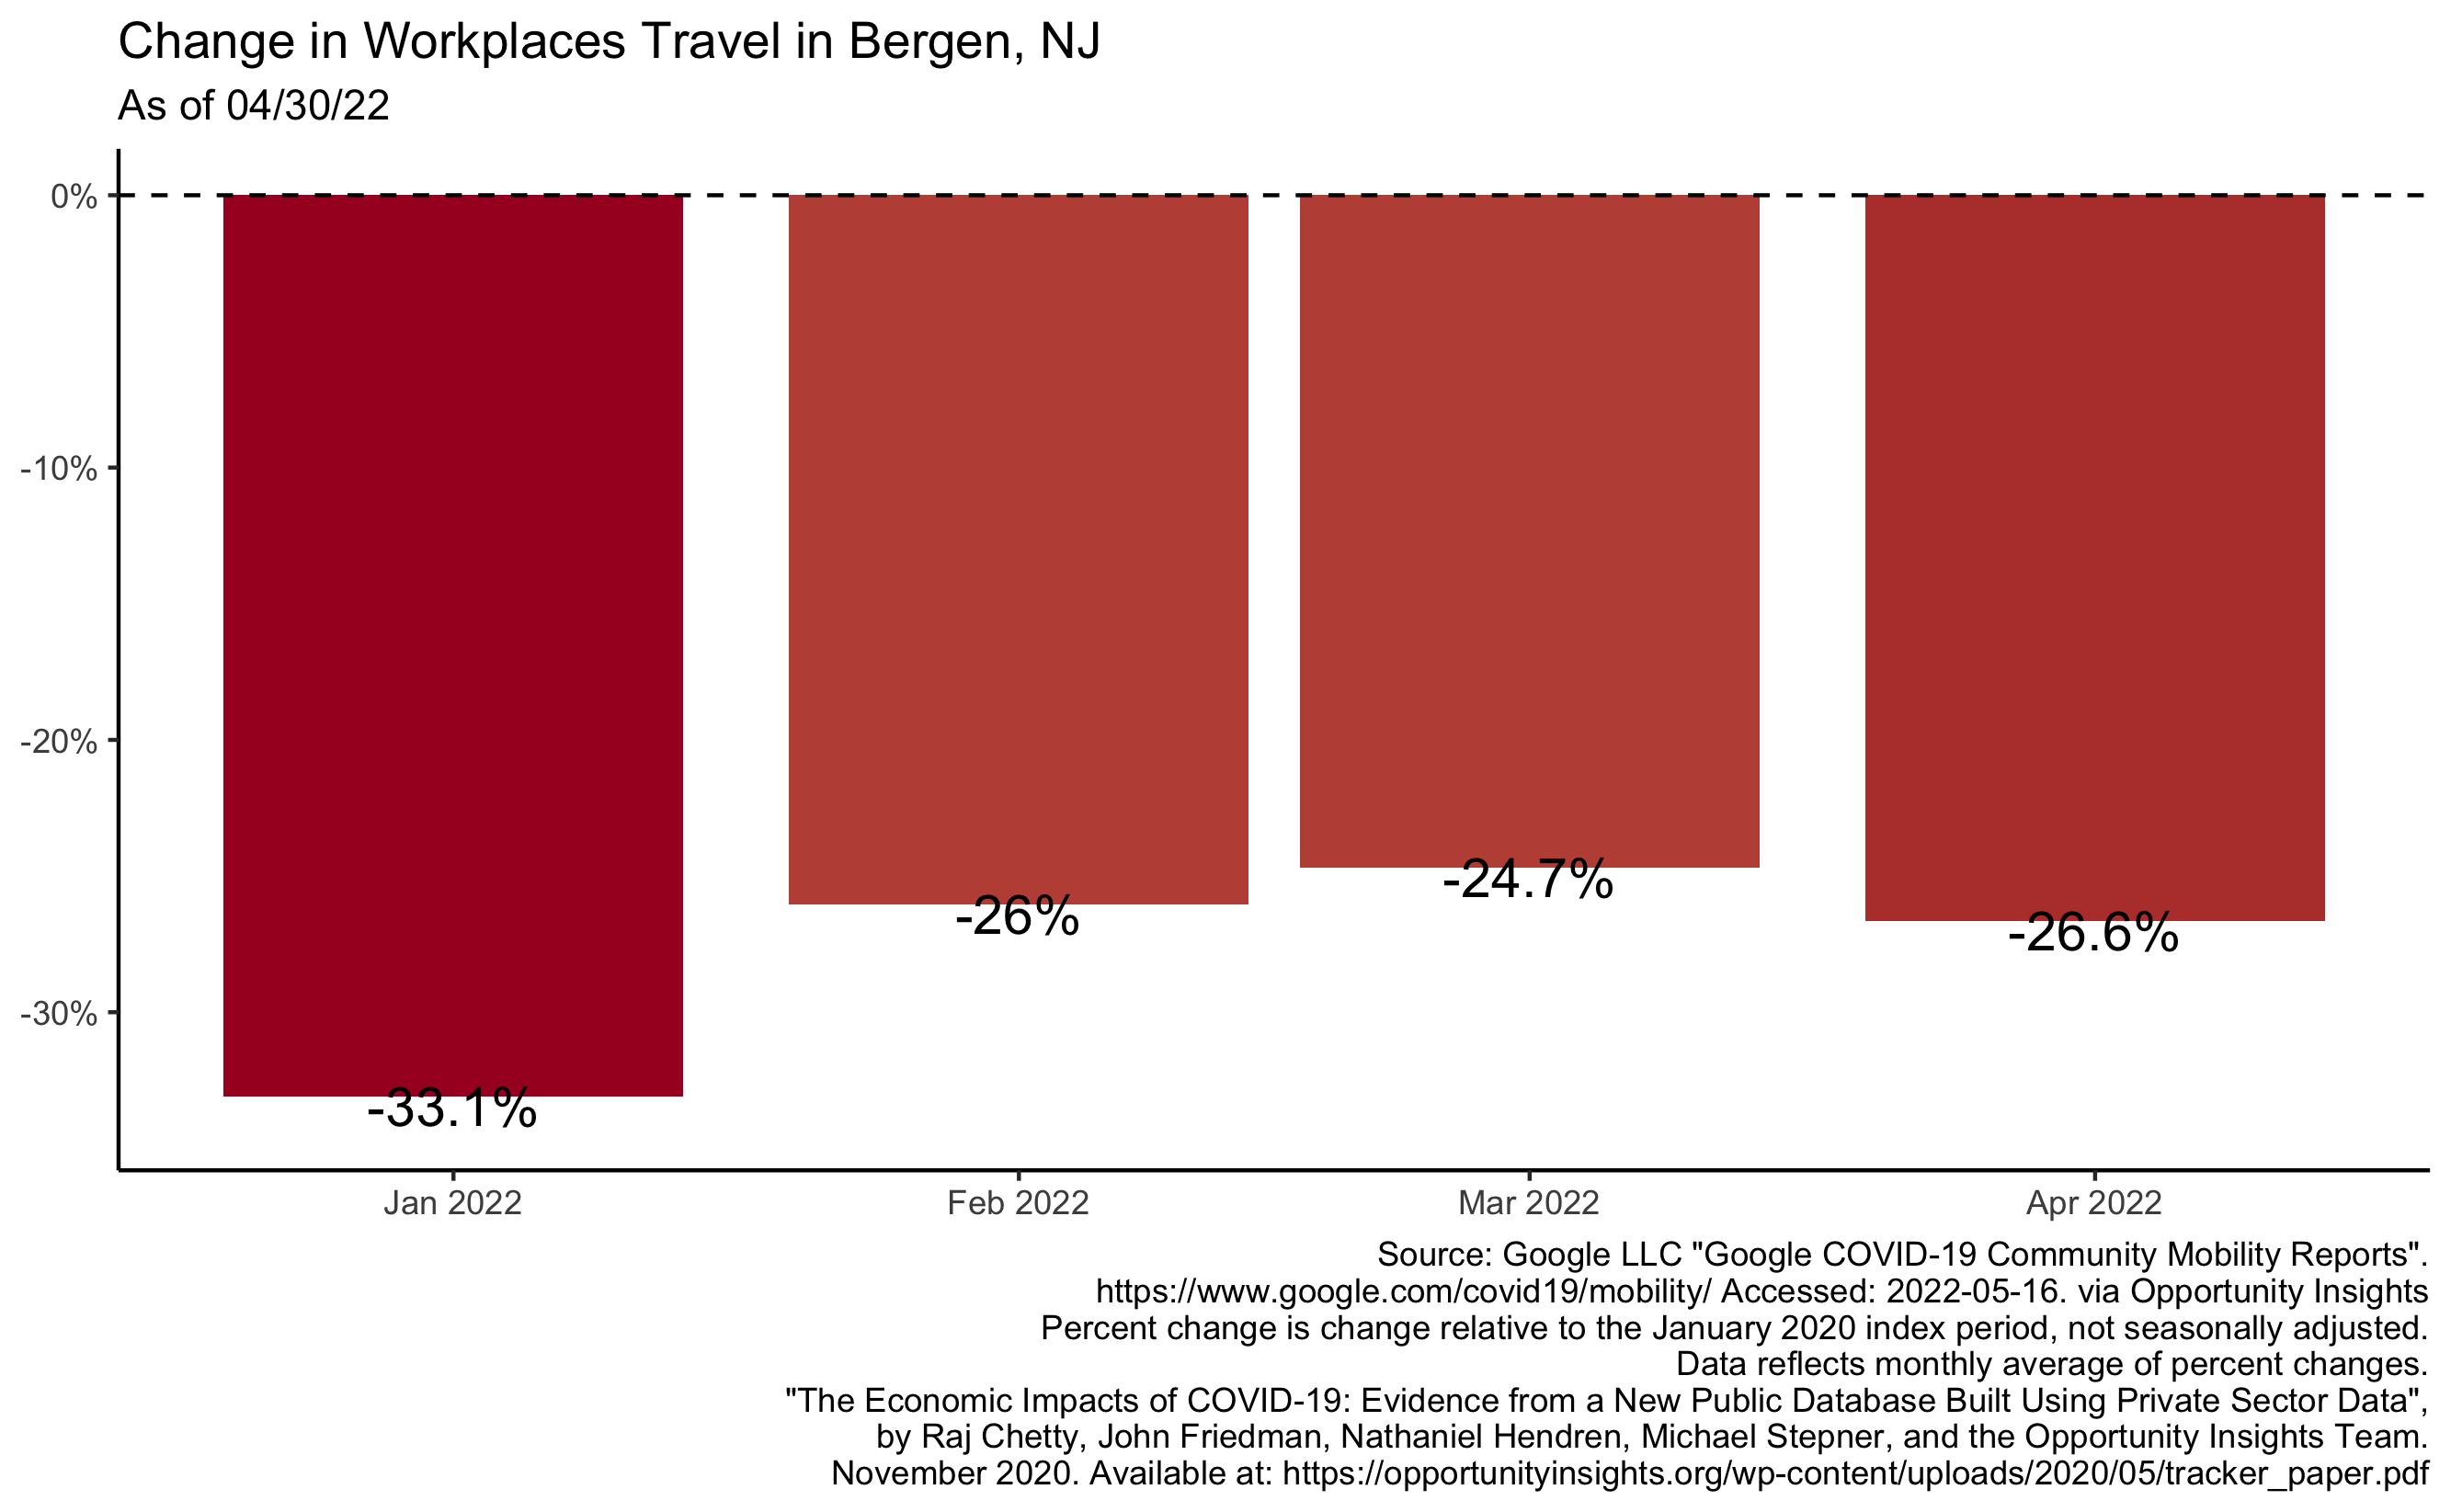 Change in Workplaces Travel in Bergen, NJ
As of 04/30/22
0%
-10%
-20%
-30%
-33.1%
-26%
-24.7%
-26.6%
Jan 2022
Feb 2022
Mar 2022
Apr 2022
Source: Google LLC "Google COVID-19 Community Mobility Reports".
https://www.google.com/covid19/mobility/ Accessed: 2022-05-16. via Opportunity Insights
Percent change is change relative to the January 2020 index period, not seasonally adjusted.
Data reflects monthly average of percent changes.
"The Economic Impacts of COVID-19: Evidence from a New Public Database Built Using Private Sector Data",
by Raj Chetty, John Friedman, Nathaniel Hendren, Michael Stepner, and the Opportunity Insights Team.
November 2020. Available at: https://opportunityinsights.org/wp-content/uploads/2020/05/tracker_paper.pdf